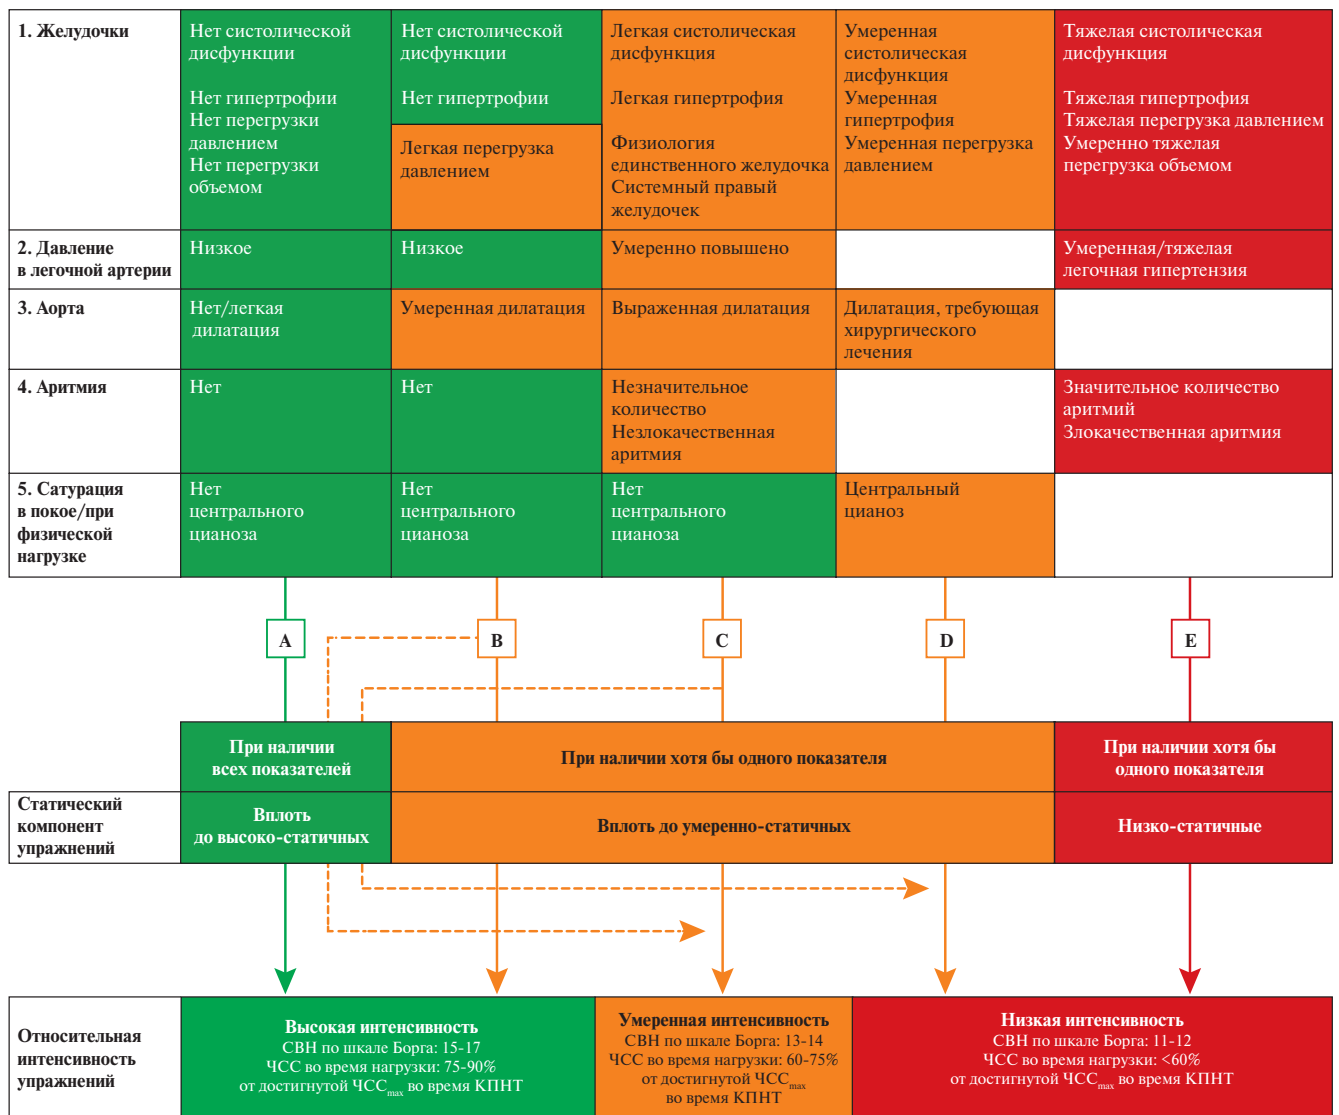 1. Желудочки
Нет систолической
дисфункции
Нет гипертрофии
Нет перегрузки
давлением
Нет перегрузки
объемом
Нет систолической
дисфункции
Нет гипертрофии
Легкая перегрузка
давлением
Легкая систолическая
дисфункция
Легкая гипертрофия
Физиология
единственного желудочка
Системный правый
желудочек
Умеренная
систолическая
дисфункция
Умеренная
гипертрофия
Умеренная перегрузка
давлением
Тяжелая систолическая
дисфункция
Тяжелая гипертрофия
Тяжелая перегрузка давлением
Умеренно тяжелая
перегрузка объемом
2. Давление
в легочной артерии
Низкое
Низкое
Умеренно повышено
Умеренная/тяжелая
легочная гипертензия
3. Аорта
Нет/легкая
дилатация
Умеренная дилатация
Выраженная дилатация
Дилатация, требующая
хирургического
лечения
4. Аритмия
Нет
Нет
Незначительное
количество
Незлокачественная
аритмия
Значительное количество
аритмий
Злокачественная аритмия
5. Сатурация
в покое/при
физической
нагрузке
Нет
центрального
цианоза
Нет
центрального
цианоза
Нет
центрального
цианоза
Центральный
цианоз
A
B
C
D
E
При наличии
всех показателей
При наличии хотя бы одного показателя
При наличии хотя бы
одного показателя
Статический
компонент
упражнений
Вплоть
до высоко-статичных
Вплоть до умеренно-статичных
Низко-статичные
Относительная
интенсивность
упражнений
Высокая интенсивность
СВН по шкале Борга: 15-17
ЧСС во время нагрузки: 75-90%
от достигнутой ЧССmax во время КПНТ
Умеренная интенсивность
СВН по шкале Борга: 13-14
ЧСС во время нагрузки: 60-75%
от достигнутой ЧССmax
во время КПНТ
Низкая интенсивность
СВН по шкале Борга: 11-12
ЧСС во время нагрузки: <60%
от достигнутой ЧССmax во время КПНТ